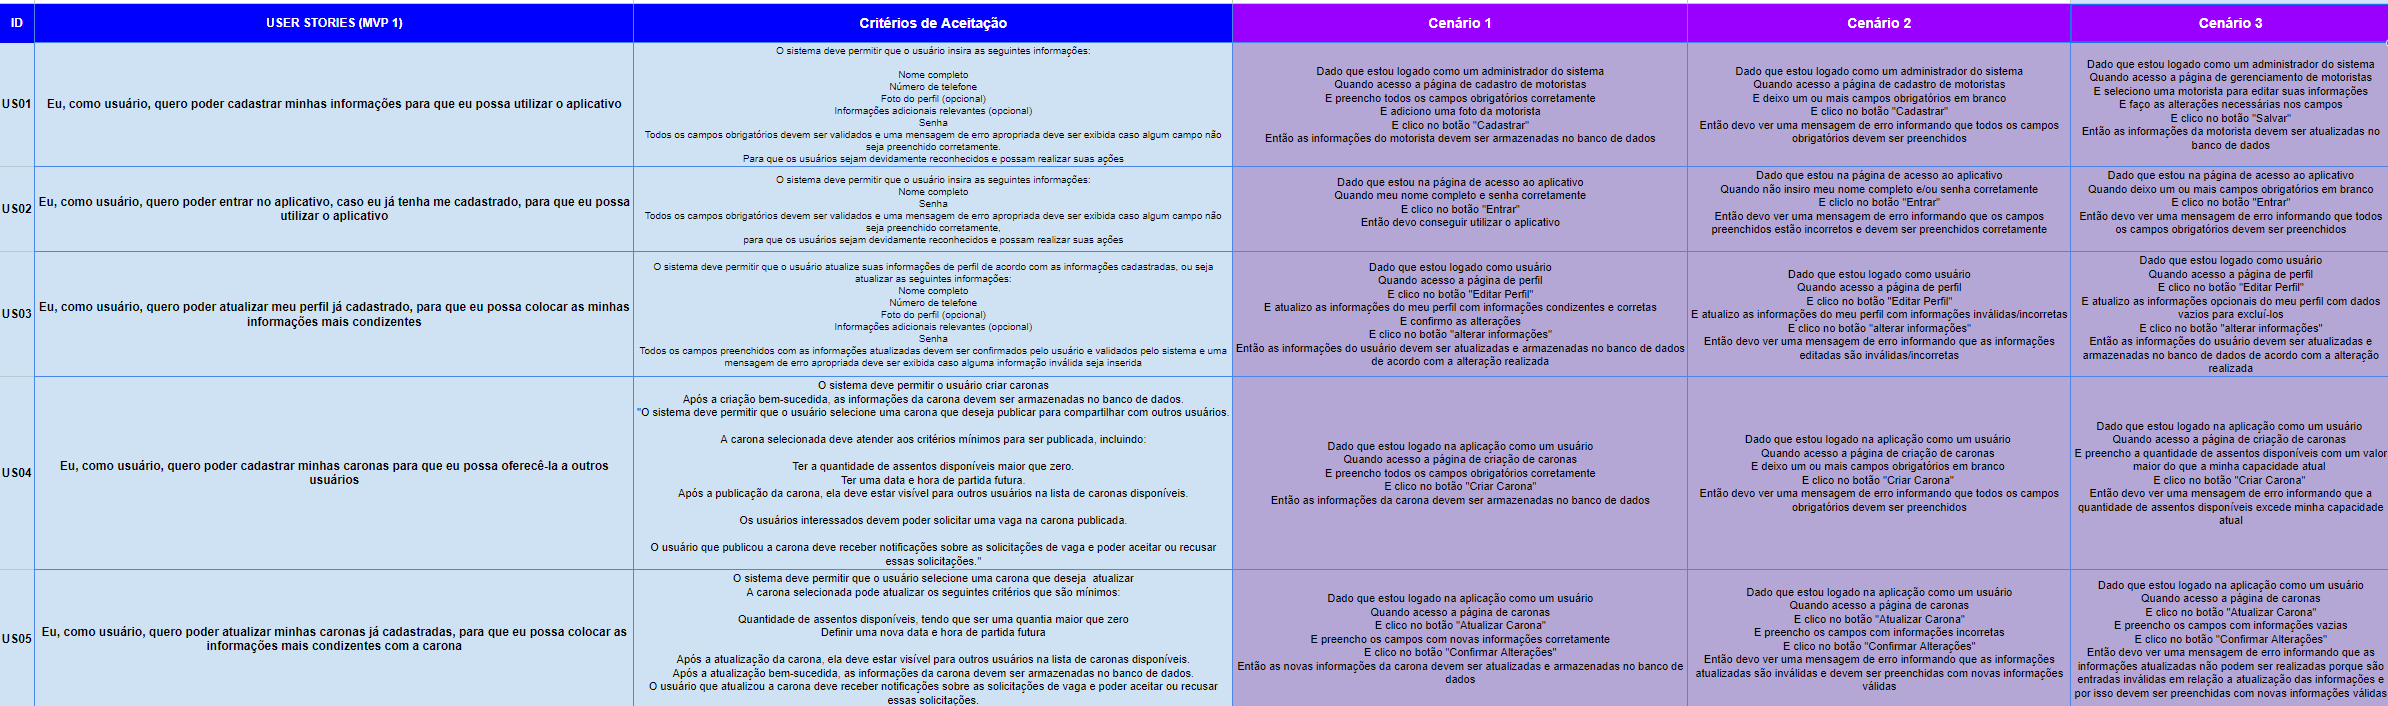 ID
USER STORIES (MVP 1)
Critérios de Aceitação
Cenário 1
Cenário 2
Cenário 3
US01
Eu, como usuário, quero poder cadastrar minhas informações para que eu possa utilizar o aplicativo
O sistema deve permitir que o usuário insira as seguintes informações:
Nome completo
Número de telefone
Foto do perfil (opcional)
Informações adicionais relevantes (opcional)
Senha
Todos os campos obrigatórios devem ser validados e uma mensagem de erro apropriada deve ser exibida caso algum campo não
seja preenchido corretamente.
Para que os usuários sejam devidamente reconhecidos e possam realizar suas ações
Dado que estou logado como um administrador do sistema
Quando acesso a página de cadastro de motoristas
E preencho todos os campos obrigatórios corretamente
E adiciono uma foto da motorista
E clico no botão "Cadastrar"
Então as informações do motorista devem ser armazenadas no banco de dados
Dado que estou logado como um administrador do sistema
Quando acesso a página de cadastro de motoristas
E deixo um ou mais campos obrigatórios em branco
E clico no botão "Cadastrar"
Então devo ver uma mensagem de erro informando que todos os campos
obrigatórios devem ser preenchidos
Dado que estou logado como um administrador do sistema
Quando acesso a página de gerenciamento de motoristas
E seleciono uma motorista para editar suas informações
E faço as alterações necessárias nos campos
E clico no botão "Salvar"
Então as informações da motorista devem ser atualizadas no
banco de dados
US02
Eu, como usuário, quero poder entrar no aplicativo, caso eu já tenha me cadastrado, para que eu possa
utilizar o aplicativo
O sistema deve permitir que o usuário insira as seguintes informações:
Nome completo
Senha
Todos os campos obrigatórios devem ser validados e uma mensagem de erro apropriada deve ser exibida caso algum campo não
seja preenchido corretamente,
para que os usuários sejam devidamente reconhecidos e possam realizar suas ações
Dado que estou na página de acesso ao aplicativo
Quando meu nome completo e senha corretamente
E clico no botão "Entrar"
Então devo conseguir utilizar o aplicativo
Dado que estou na página de acesso ao aplicativo
Quando não insiro meu nome completo e/ou senha corretamente
E cliclo no botão "Entrar"
Então devo ver uma mensagem de erro informando que os campos
preenchidos estão incorretos e devem ser preenchidos corretamente
Dado que estou na página de acesso ao aplicativo
Quando deixo um ou mais campos obrigatórios em branco
E clico no botão "Entrar"
Então devo ver uma mensagem de erro informando que todos
os campos obrigatórios devem ser preenchidos
US03
Eu, como usuário, quero poder atualizar meu perfil já cadastrado, para que eu possa colocar as minhas
informações mais condizentes
O sistema deve permitir que o usuário atualize suas informações de perfil de acordo com as informações cadastradas, ou seja
atualizar as seguintes informações:
Nome completo
Número de telefone
Foto do perfil (opcional)
Informações adicionais relevantes (opcional)
Senha
Todos os campos preenchidos com as informações atualizadas devem ser confirmados pelo usuário e validados pelo sistema e uma
mensagem de erro apropriada deve ser exibida caso alguma informação inválida seja inserida
Dado que estou logado como usuário
Quando acesso a página de perfil
E clico no botão "Editar Perfil"
E atualizo as informações do meu perfil com informações condizentes e corretas
E confirmo as alterações
E clico no botão "alterar informações"
Então as informações do usuário devem ser atualizadas e armazenadas no banco de dados
de acordo com a alteração realizada
Dado que estou logado como usuário
Quando acesso a página de perfil
E clico no botão "Editar Perfil"
E atualizo as informações do meu perfil com informações inválidas/incorretas
E clico no botão "alterar informações"
Então devo ver uma mensagem de erro informando que as informações
editadas são inválidas/incorretas
Dado que estou logado como usuário
Quando acesso a página de perfil
E clico no botão "Editar Perfil"
E atualizo as informações opcionais do meu perfil com dados
vazios para excluí-los
E clico no botão "alterar informações"
Então as informações do usuário devem ser atualizadas e
armazenadas no banco de dados de acordo com a alteração
realizada
US04
Eu, como usuário, quero poder cadastrar minhas caronas para que eu possa oferecê-la a outros
usuários
O sistema deve permitir o usuário criar caronas
Após a criação bem-sucedida, as informações da carona devem ser armazenadas no banco de dados.
"O sistema deve permitir que o usuário selecione uma carona que deseja publicar para compartilhar com outros usuários.
A carona selecionada deve atender aos critérios mínimos para ser publicada, incluindo:
Ter a quantidade de assentos disponíveis maior que zero.
Ter uma data e hora de partida futura.
Após a publicação da carona, ela deve estar visível para outros usuários na lista de caronas disponíveis.
Os usuários interessados devem poder solicitar uma vaga na carona publicada.
O usuário que publicou a carona deve receber notificações sobre as solicitações de vaga e poder aceitar ou recusar
essas solicitações."
Dado que estou logado na aplicação como um usuário
Quando acesso a página de criação de caronas
E preencho todos os campos obrigatórios corretamente
E clico no botão "Criar Carona"
Então as informações da carona devem ser armazenadas no banco de dados
Dado que estou logado na aplicação como um usuário
Quando acesso a página de criação de caronas
E deixo um ou mais campos obrigatórios em branco
E clico no botão "Criar Carona"
Então devo ver uma mensagem de erro informando que todos os campos
obrigatórios devem ser preenchidos
Dado que estou logado na aplicação como um usuário
Quando acesso a página de criação de caronas
E preencho a quantidade de assentos disponíveis com um valor
maior do que a minha capacidade atual
E clico no botão "Criar Carona"
Então devo ver uma mensagem de erro informando que a
quantidade de assentos disponíveis excede minha capacidade
atual
US05
Eu, como usuário, quero poder atualizar minhas caronas já cadastradas, para que eu possa colocar as
informações mais condizentes com a carona
O sistema deve permitir que o usuário selecione uma carona que deseja atualizar
A carona selecionada pode atualizar os seguintes critérios que são mínimos:
Quantidade de assentos disponíveis, tendo que ser uma quantia maior que zero
Definir uma nova data e hora de partida futura
Após a atualização da carona, ela deve estar visível para outros usuários na lista de caronas disponíveis.
Após a atualização bem-sucedida, as informações da carona devem ser armazenadas no banco de dados.
O usuário que atualizou a carona deve receber notificações sobre as solicitações de vaga e poder aceitar ou recusar
essas solicitações.
Dado que estou logado na aplicação como um usuário
Quando acesso a página de caronas
E clico no botão "Atualizar Carona"
E preencho os campos com novas informações corretamente
E clico no botão "Confirmar Alterações"
Então as novas informações da carona devem ser atualizadas e armazenadas no banco de
dados
Dado que estou logado na aplicação como um usuário
Quando acesso a página de caronas
E clico no botão "Atualizar Carona"
E preencho os campos com informações incorretas
E clico no botão "Confirmar Alterações"
Então devo ver uma mensagem de erro informando que as informações
atualizadas são inválidas e devem ser preenchidas com novas informações
válidas
Dado que estou logado na aplicação como um usuário
Quando acesso a página de caronas
E clico no botão "Atualizar Carona"
E preencho os campos com informações vazias
E clico no botão "Confirmar Alterações"
Então devo ver uma mensagem de erro informando que as
informações atualizadas não podem ser realizadas porque são
entradas inválidas em relação a atualização das informações e
por isso devem ser preenchidas com novas informações válidas